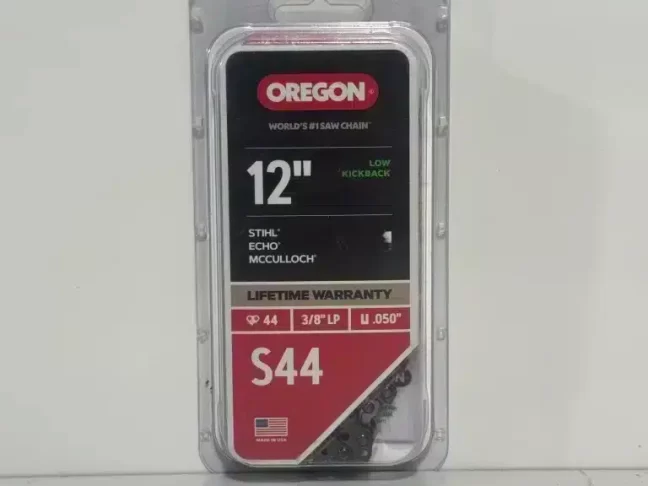 OREGON®
WORLD'S #1 SAW CHAIN™
12"
LOW
KICKBACK
STIHL®
ECHO®
MCCULLOCH®
LIFETIME WARRANTY
44 3/8" LP .050"
S44
MADE IN USA